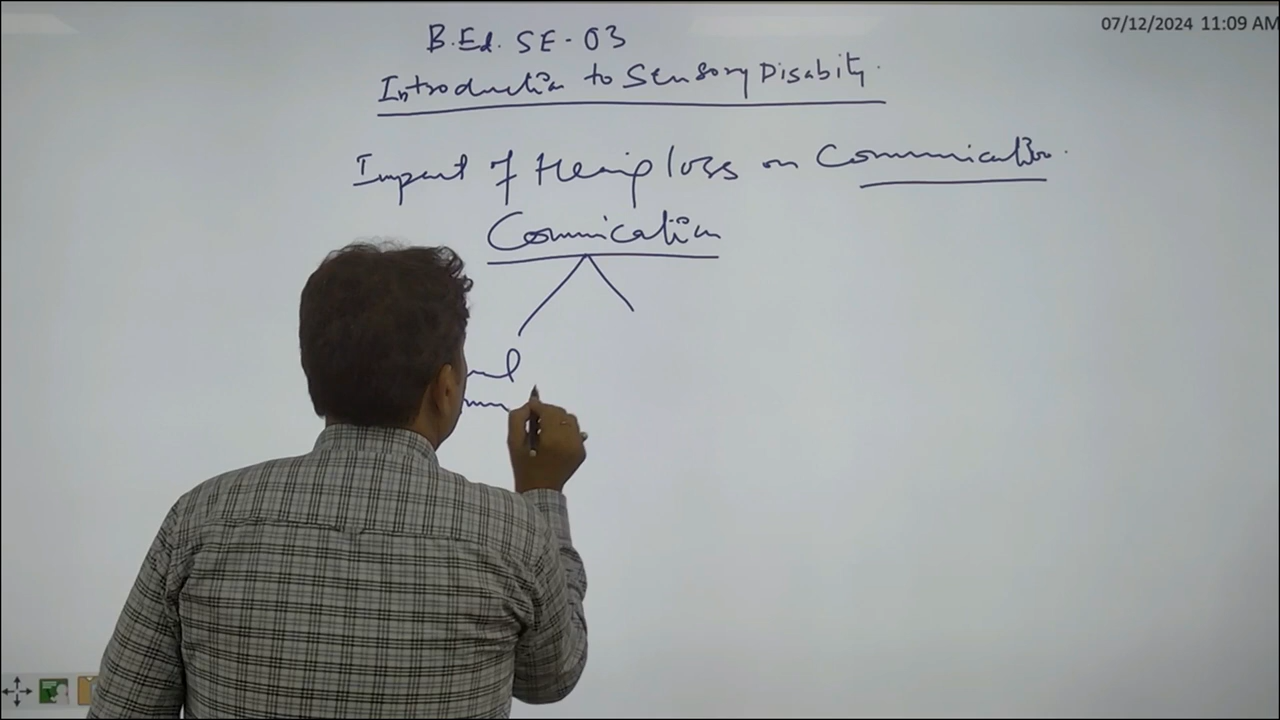 07/12/2024 11:09 AM
B.Ed. SE-03
Introduction to Sensory Disabity.
Impact of Hearing loss on Communication.
Communication